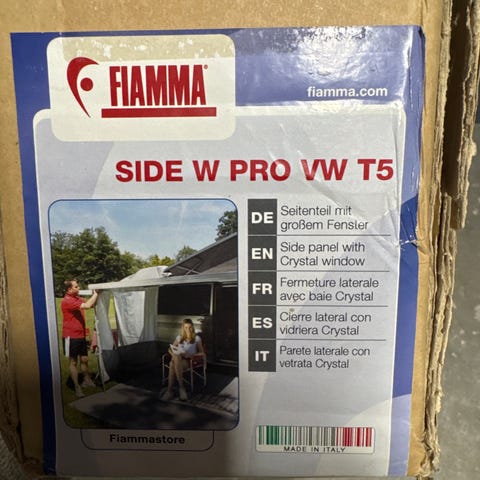 FIAMMA®
fiamma.com
SIDE W PRO VW T5
DE Seitenteil mit
großem Fenster
EN Side panel with
Crystal window
FR Fermeture laterale
avec baie Crystal
ES Cierre lateral con
vidriera Crystal
IT Parete laterale con
vetrata Crystal
Fiammastore
MADE IN ITALY